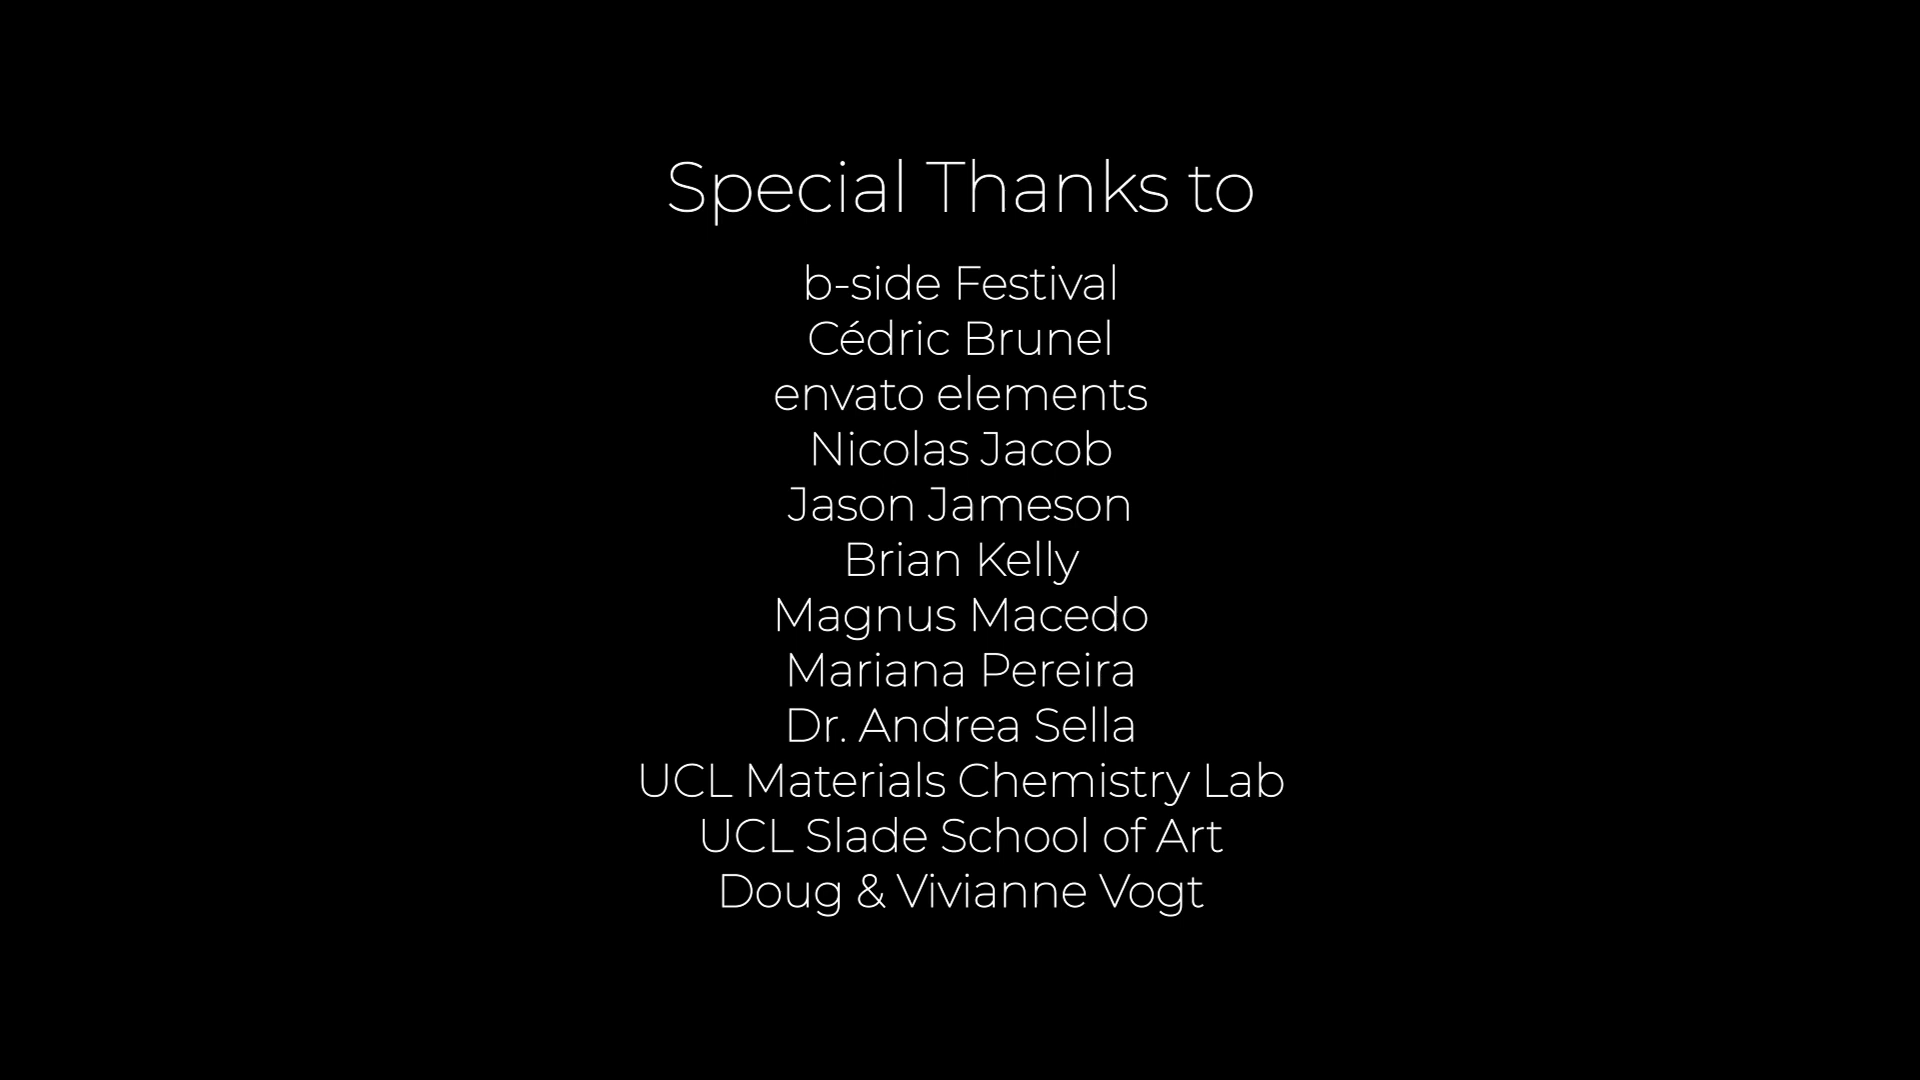 Special Thanks to
b-side Festival
Cédric Brunel
envato elements
Nicolas Jacob
Jason Jameson
Brian Kelly
Magnus Macedo
Mariana Pereira
Dr. Andrea Sella
UCL Materials Chemistry Lab
UCL Slade School of Art
Doug & Vivianne Vogt